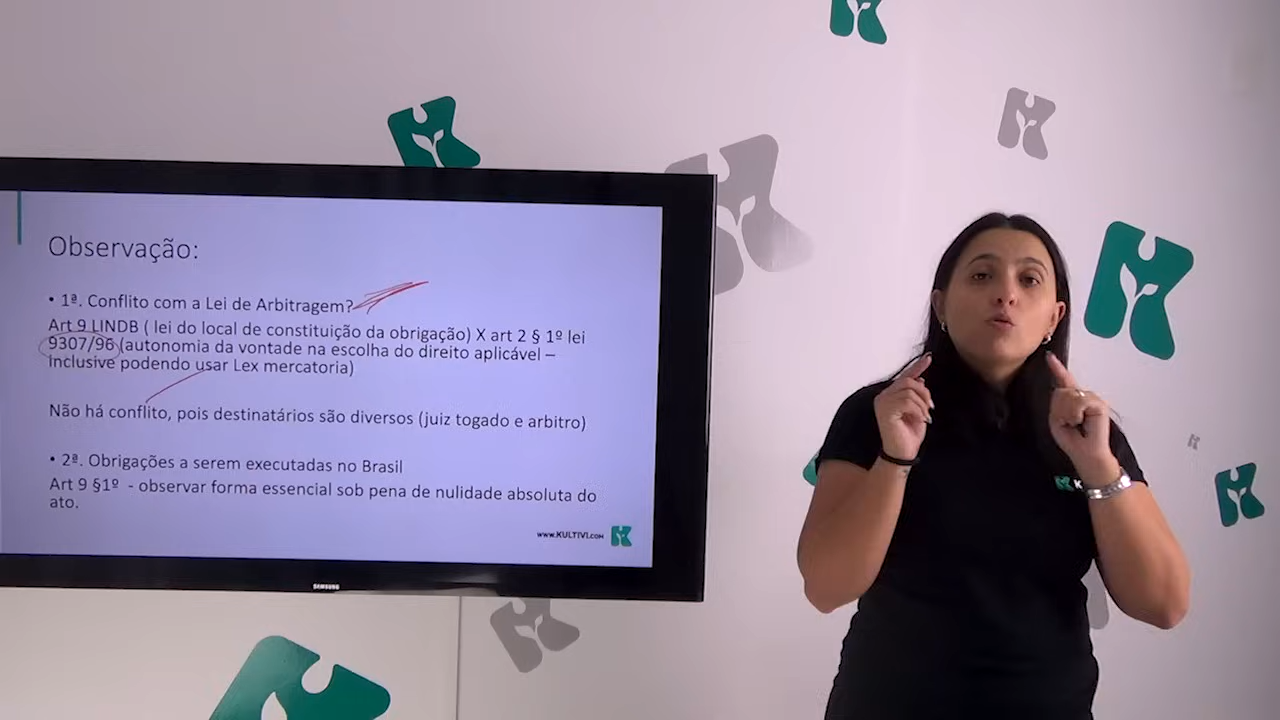 Observação:
• 1ª. Conflito com a Lei de Arbitragem?
Art 9 LINDB ( lei do local de constituição da obrigação) X art 2 § 1º lei
9307/96 (autonomia da vontade na escolha do direito aplicável –
Inclusive podendo usar Lex mercatoria)
Não há conflito, pois destinatários são diversos (juiz togado e arbitro)
• 2ª. Obrigações a serem executadas no Brasil
Art 9 §1º - observar forma essencial sob pena de nulidade absoluta do
ato.
www.KULTIVI.com
SAMSUNG